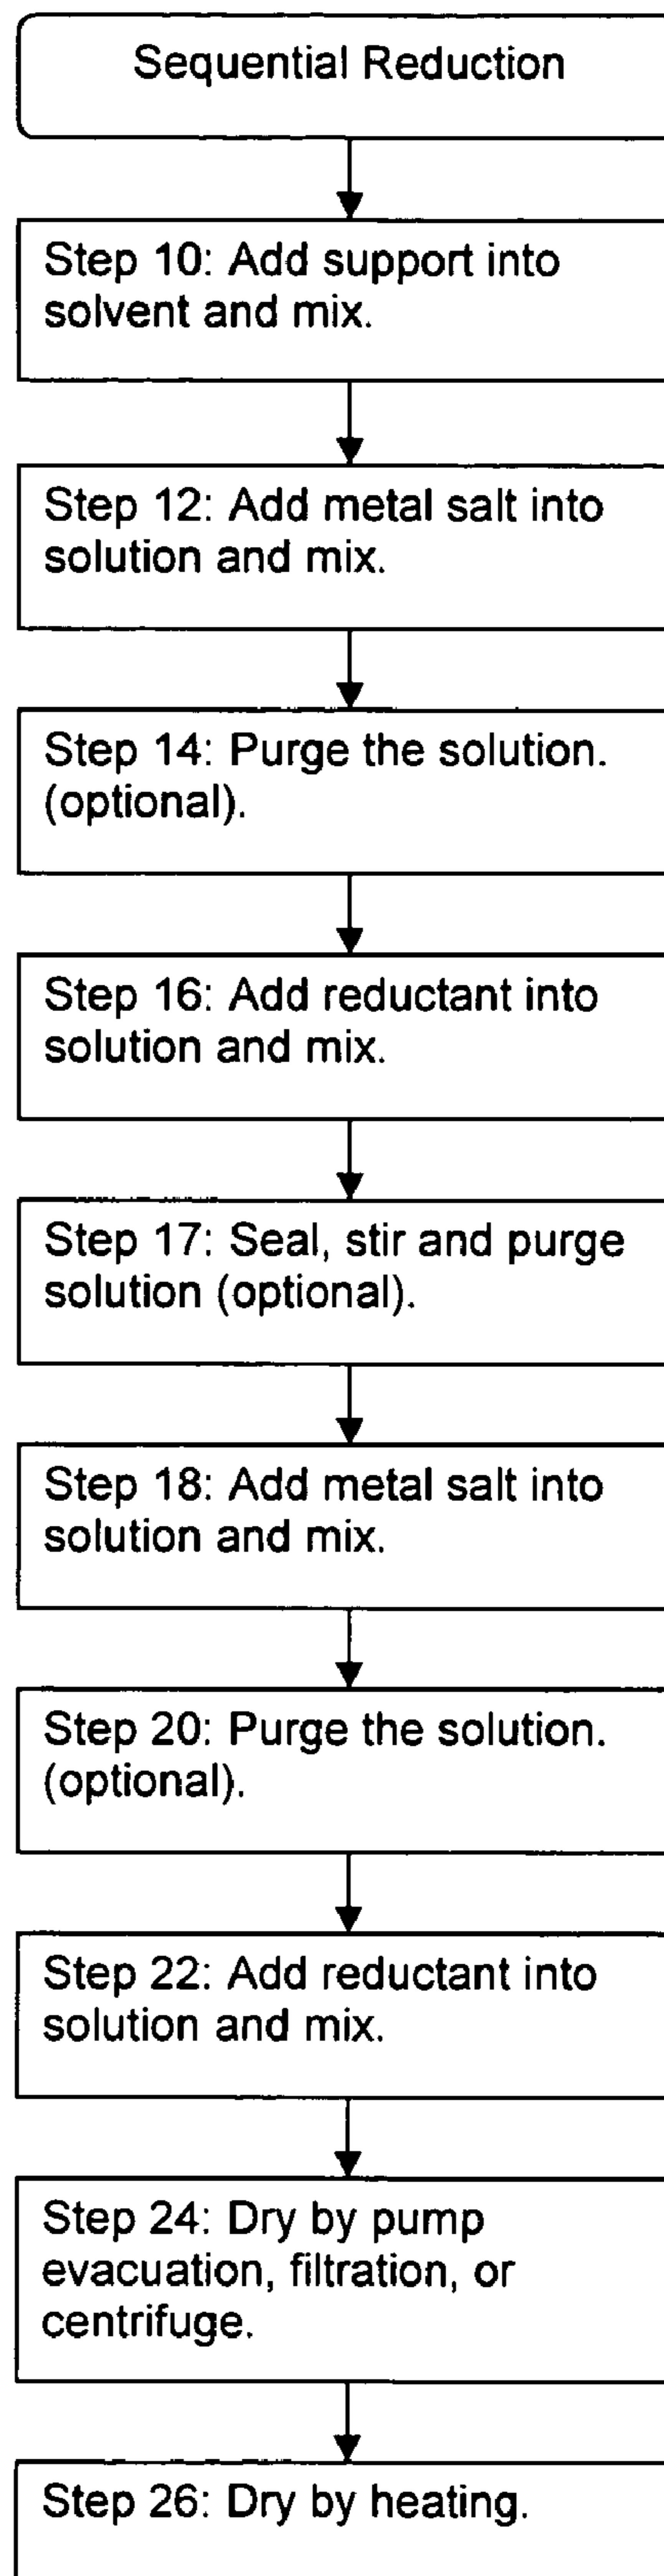 Sequential Reduction
Step 10: Add support into
solvent and mix.
Step 12: Add metal salt into
solution and mix.
Step 14: Purge the solution.
(optional).
Step 16: Add reductant into
solution and mix.
Step 17: Seal, stir and purge
solution (optional).
Step 18: Add metal salt into
solution and mix.
Step 20: Purge the solution.
(optional).
Step 22: Add reductant into
solution and mix.
Step 24: Dry by pump
evacuation, filtration, or
centrifuge.
Step 26: Dry by heating.